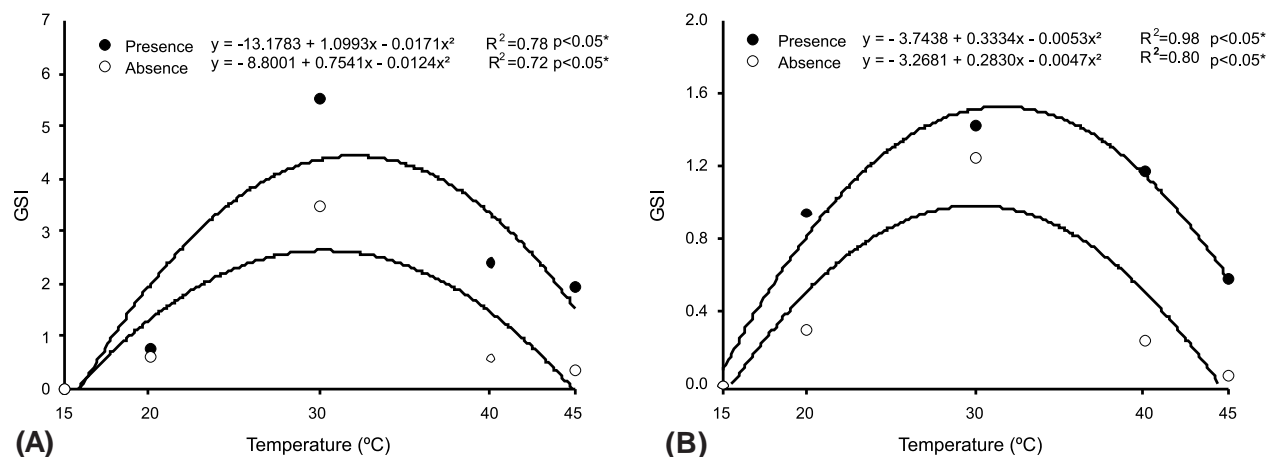 7
6
5
4
3
2
1
0
GSI
● Presence y = -13.1783 + 1.0993x - 0.0171x² R²=0.78 p<0.05*
○ Absence y = - 8.8001 + 0.7541x - 0.0124x² R²=0.72 p<0.05*
15 20 30 40 45
Temperature (ºC)
(A)
2.0
1.6
1.2
0.8
0.4
0.0
GSI
● Presence y = - 3.7438 + 0.3334x - 0.0053x² R²=0.98 p<0.05*
○ Absence y = - 3.2681 + 0.2830x - 0.0047x² R²=0.80 p<0.05*
15 20 30 40 45
Temperature (ºC)
(B)